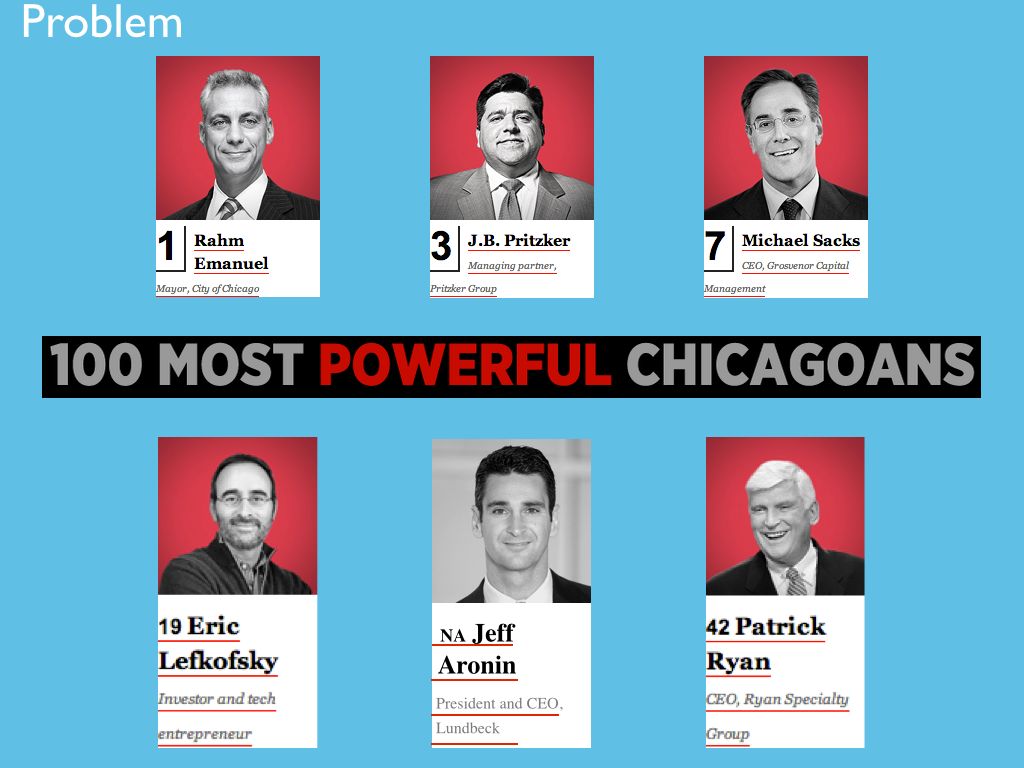 Problem
1 Rahm
Emanuel
Mayor, City of Chicago
3 J.B. Pritzker
Managing partner,
Pritzker Group
7 Michael Sacks
CEO, Grosvenor Capital
Management
100 MOST POWERFUL CHICAGOANS
19 Eric
Lefkofsky
Investor and tech
entrepreneur
NA Jeff
Aronin
President and CEO,
Lundbeck
42 Patrick
Ryan
CEO, Ryan Specialty
Group